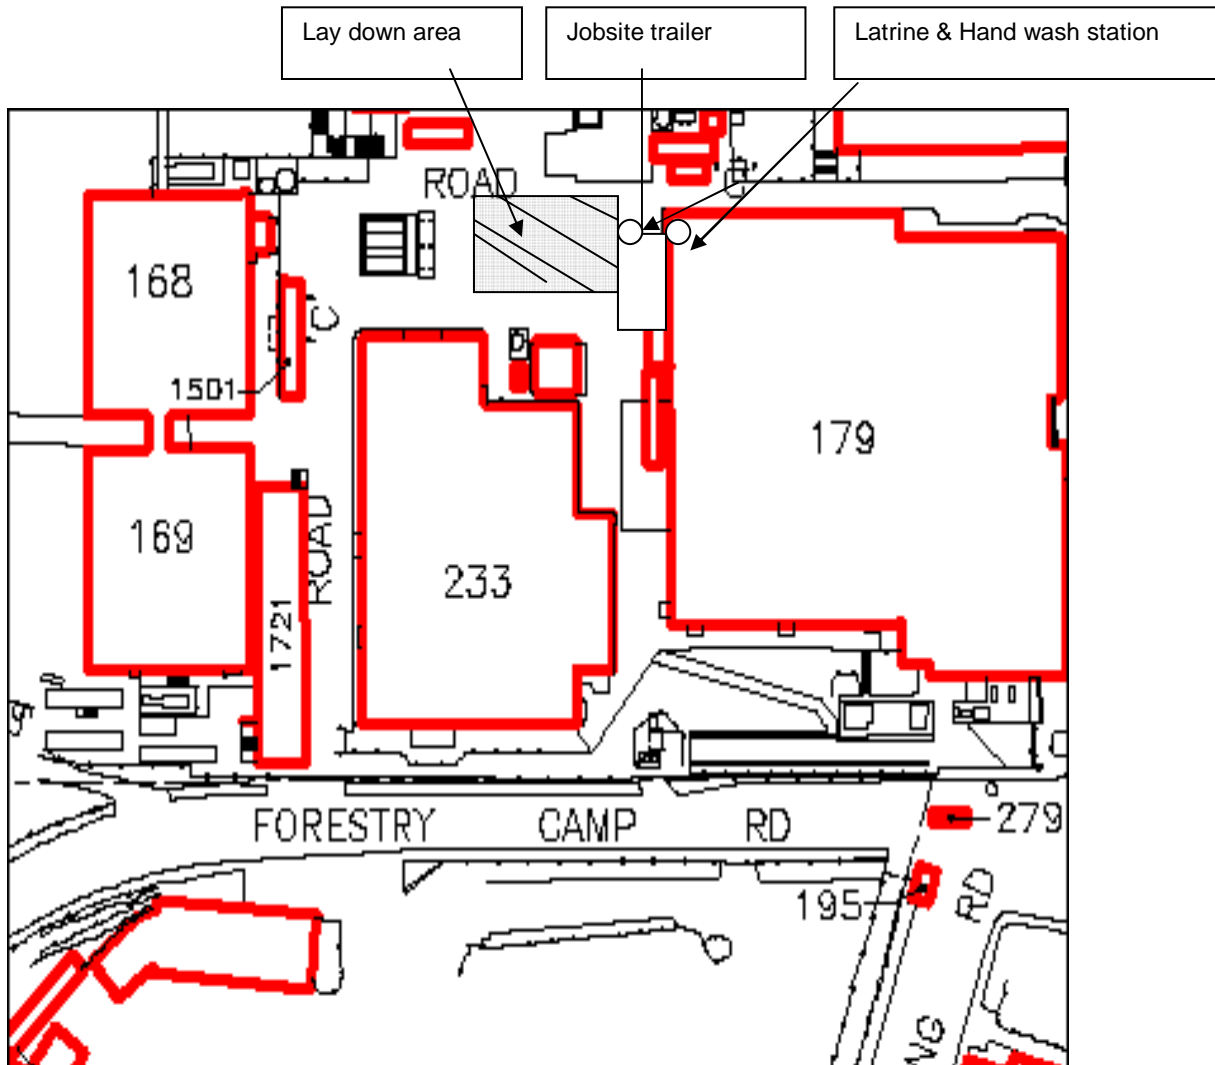 Lay down area
Jobsite trailer
Latrine & Hand wash station
ROAD
168
"C"
1501
179
169
ROAD
233
1721
FORESTRY CAMP RD
279
195
RD
NG